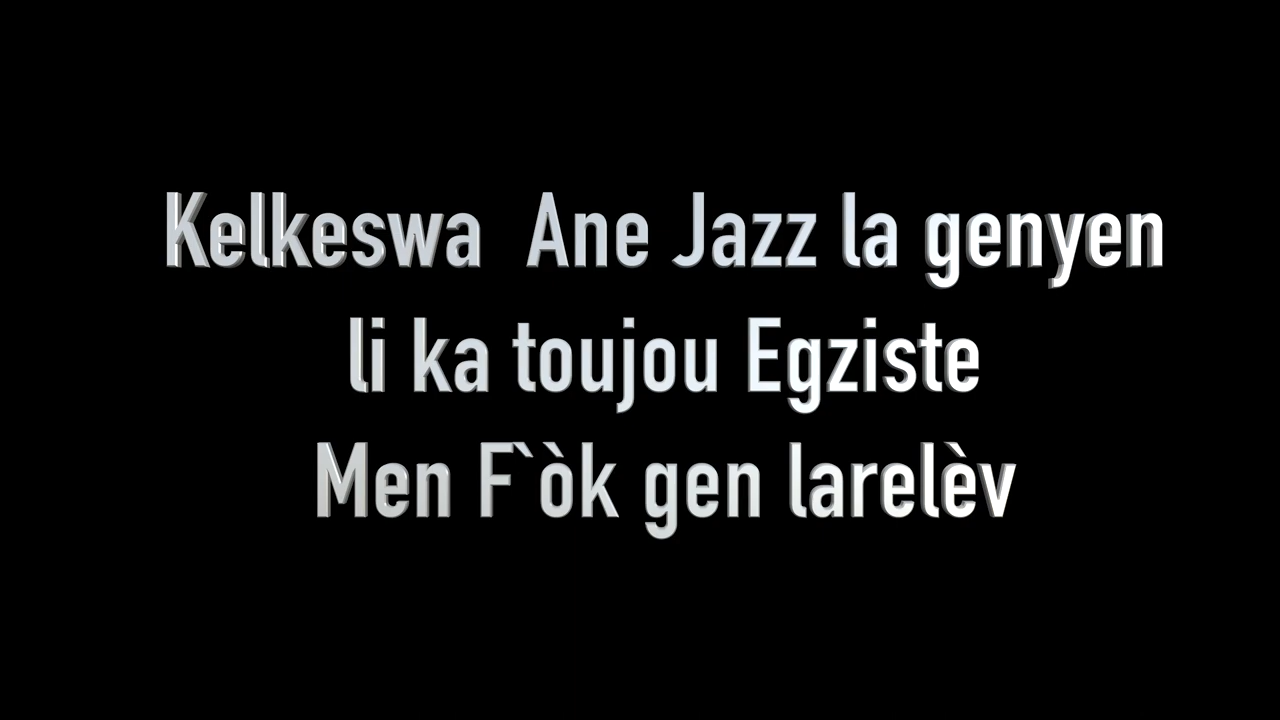 Kelkeswa Ane Jazz la genyen
li ka toujou Egziste
Men F`òk gen larelèv